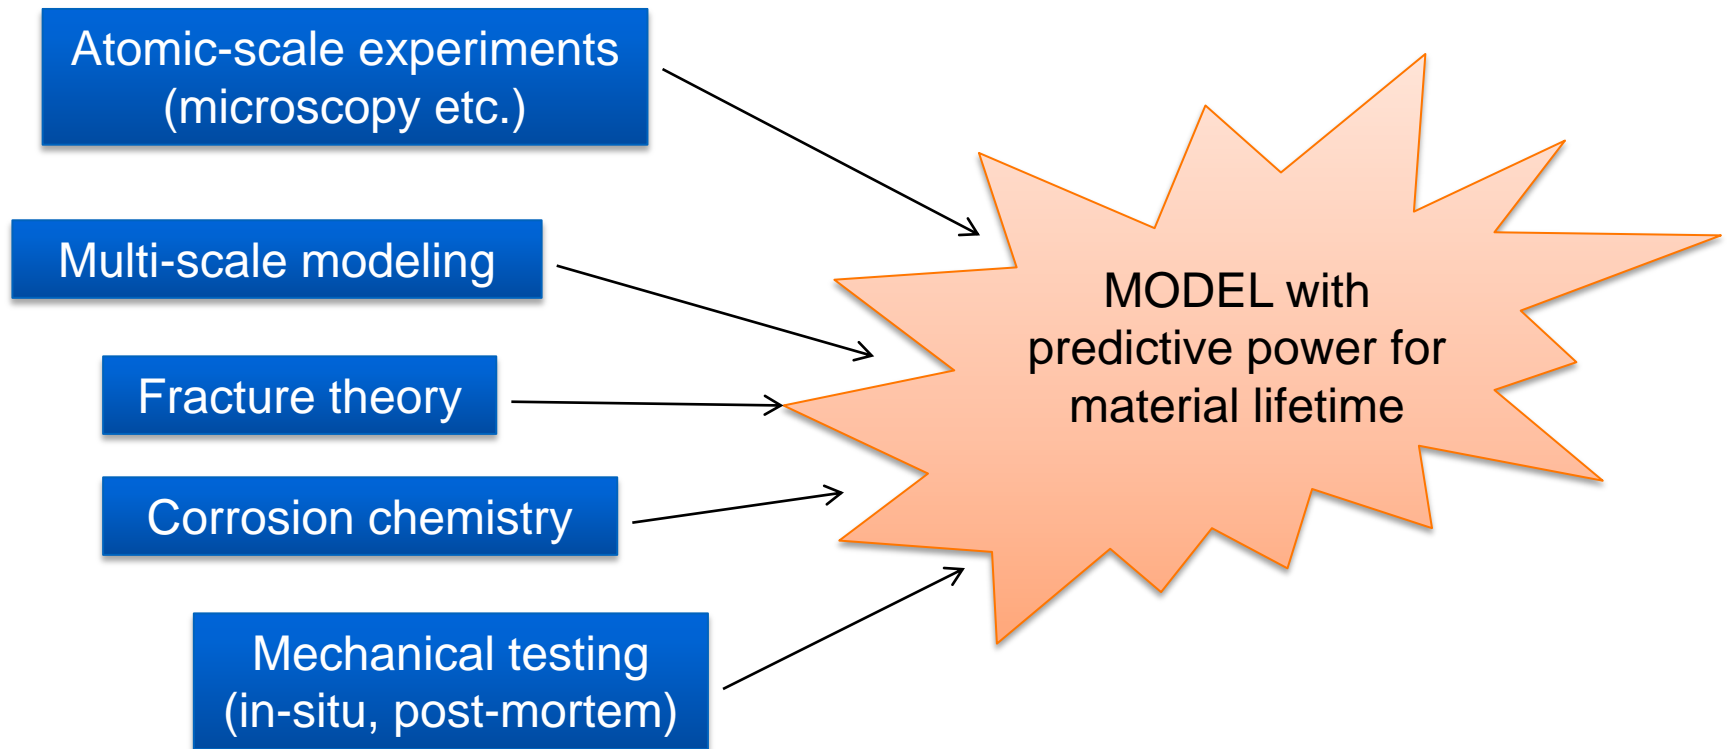 Atomic-scale experiments
(microscopy etc.)
Multi-scale modeling
Fracture theory
Corrosion chemistry
Mechanical testing
(in-situ, post-mortem)
MODEL with
predictive power for
material lifetime